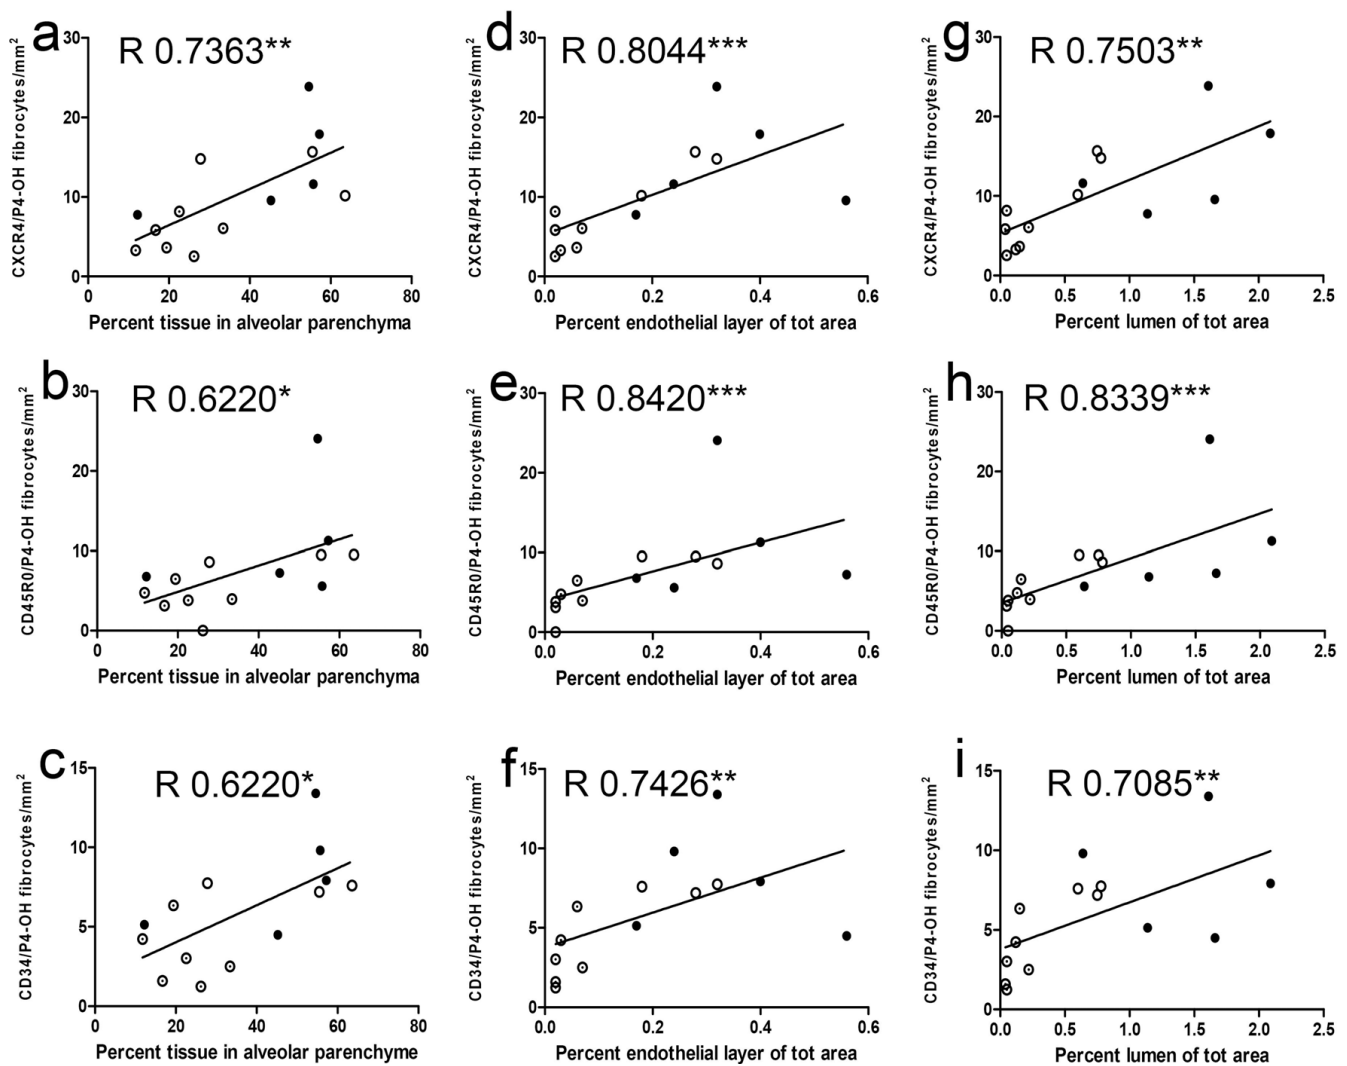 a
R 0.7363**
CXCR4/P4-OH fibrocytes/mm²
30
20
10
0
0 20 40 60 80
Percent tissue in alveolar parenchyma
d
R 0.8044***
CXCR4/P4-OH fibrocytes/mm²
30
20
10
0
0.0 0.2 0.4 0.6
Percent endothelial layer of tot area
g
R 0.7503**
CXCR4/P4-OH fibrocytes/mm²
30
20
10
0
0.0 0.5 1.0 1.5 2.0 2.5
Percent lumen of tot area
b
R 0.6220*
CD45R0/P4-OH fibrocytes/mm²
30
20
10
0
0 20 40 60 80
Percent tissue in alveolar parenchyma
e
R 0.8420***
CD45R0/P4-OH fibrocytes/mm²
30
20
10
0
0.0 0.2 0.4 0.6
Percent endothelial layer of tot area
h
R 0.8339***
CD45R0/P4-OH fibrocytes/mm²
30
20
10
0
0.0 0.5 1.0 1.5 2.0 2.5
Percent lumen of tot area
c
R 0.6220*
CD34/P4-OH fibrocytes/mm²
15
10
5
0
0 20 40 60 80
Percent tissue in alveolar parenchyme
f
R 0.7426**
CD34/P4-OH fibrocytes/mm²
15
10
5
0
0.0 0.2 0.4 0.6
Percent endothelial layer of tot area
i
R 0.7085**
CD34/P4-OH fibrocytes/mm²
15
10
5
0
0.0 0.5 1.0 1.5 2.0 2.5
Percent lumen of tot area